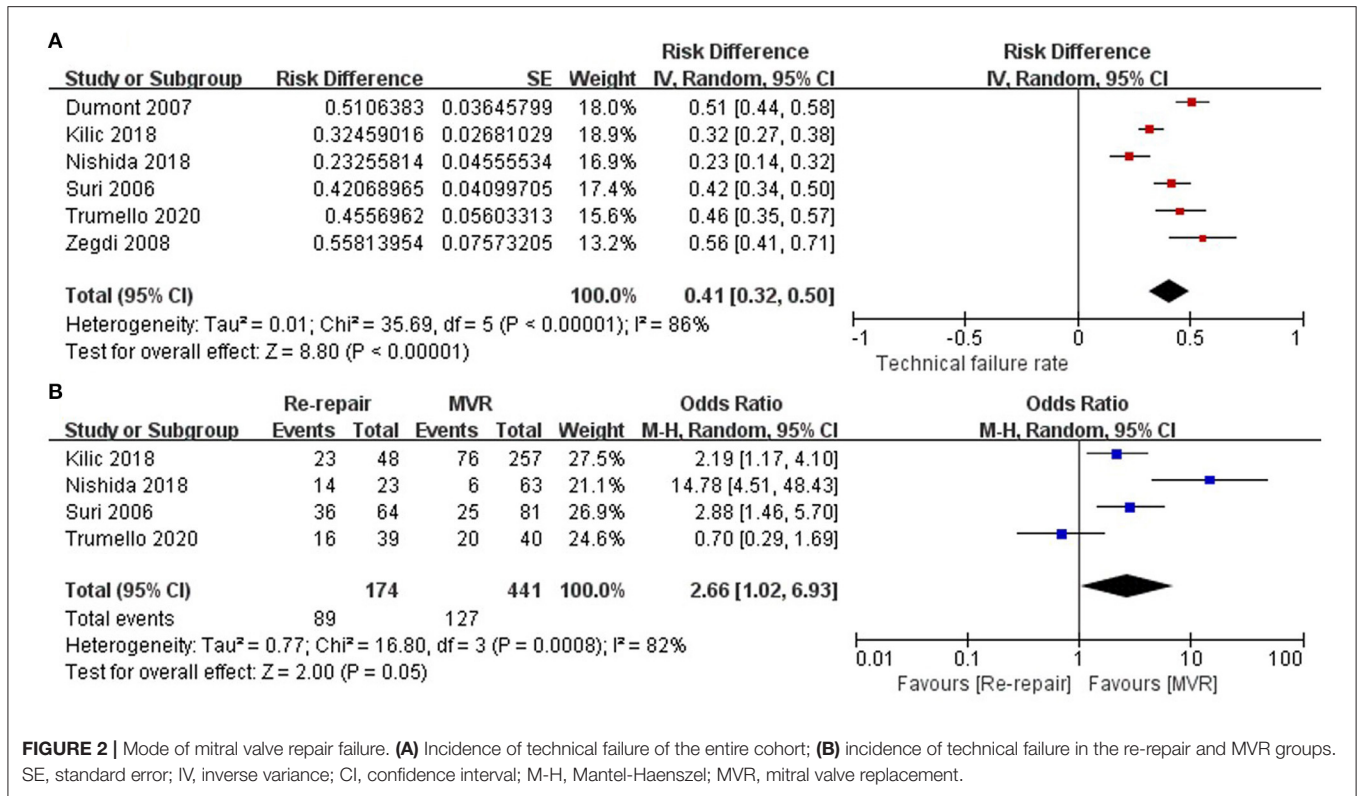 A
Risk Difference Risk Difference
Study or Subgroup Risk Difference SE Weight IV, Random, 95% CI IV, Random, 95% CI
Dumont 2007 0.5106383 0.03645799 18.0% 0.51 [0.44, 0.58]
Kilic 2018 0.32459016 0.02681029 18.9% 0.32 [0.27, 0.38]
Nishida 2018 0.23255814 0.04555534 16.9% 0.23 [0.14, 0.32]
Suri 2006 0.42068965 0.04099705 17.4% 0.42 [0.34, 0.50]
Trumello 2020 0.4556962 0.05603313 15.6% 0.46 [0.35, 0.57]
Zegdi 2008 0.55813954 0.07573205 13.2% 0.56 [0.41, 0.71]
Total (95% CI) 100.0% 0.41 [0.32, 0.50]
Heterogeneity: Tau² = 0.01; Chi² = 35.69, df = 5 (P < 0.00001); I² = 86%
Test for overall effect: Z = 8.80 (P < 0.00001)
-1 -0.5 0 0.5 1
Technical failure rate
B
Re-repair MVR Odds Ratio Odds Ratio
Study or Subgroup Events Total Events Total Weight M-H, Random, 95% CI M-H, Random, 95% CI
Kilic 2018 23 48 76 257 27.5% 2.19 [1.17, 4.10]
Nishida 2018 14 23 6 63 21.1% 14.78 [4.51, 48.43]
Suri 2006 36 64 25 81 26.9% 2.88 [1.46, 5.70]
Trumello 2020 16 39 20 40 24.6% 0.70 [0.29, 1.69]
Total (95% CI) 174 441 100.0% 2.66 [1.02, 6.93]
Total events 89 127
Heterogeneity: Tau² = 0.77; Chi² = 16.80, df = 3 (P = 0.0008); I² = 82%
Test for overall effect: Z = 2.00 (P = 0.05)
0.01 0.1 1 10 100
Favours [Re-repair] Favours [MVR]
FIGURE 2 | Mode of mitral valve repair failure. (A) Incidence of technical failure of the entire cohort; (B) incidence of technical failure in the re-repair and MVR groups.
SE, standard error; IV, inverse variance; CI, confidence interval; M-H, Mantel-Haenszel; MVR, mitral valve replacement.